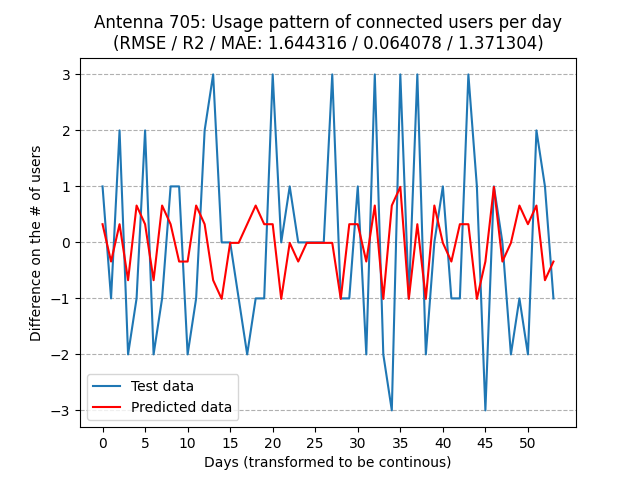 Antenna 705: Usage pattern of connected users per day
(RMSE / R2 / MAE: 1.644316 / 0.064078 / 1.371304)
Difference on the # of users
3
2
1
0
−1
−2
−3
Test data
Predicted data
0 5 10 15 20 25 30 35 40 45 50
Days (transformed to be continous)